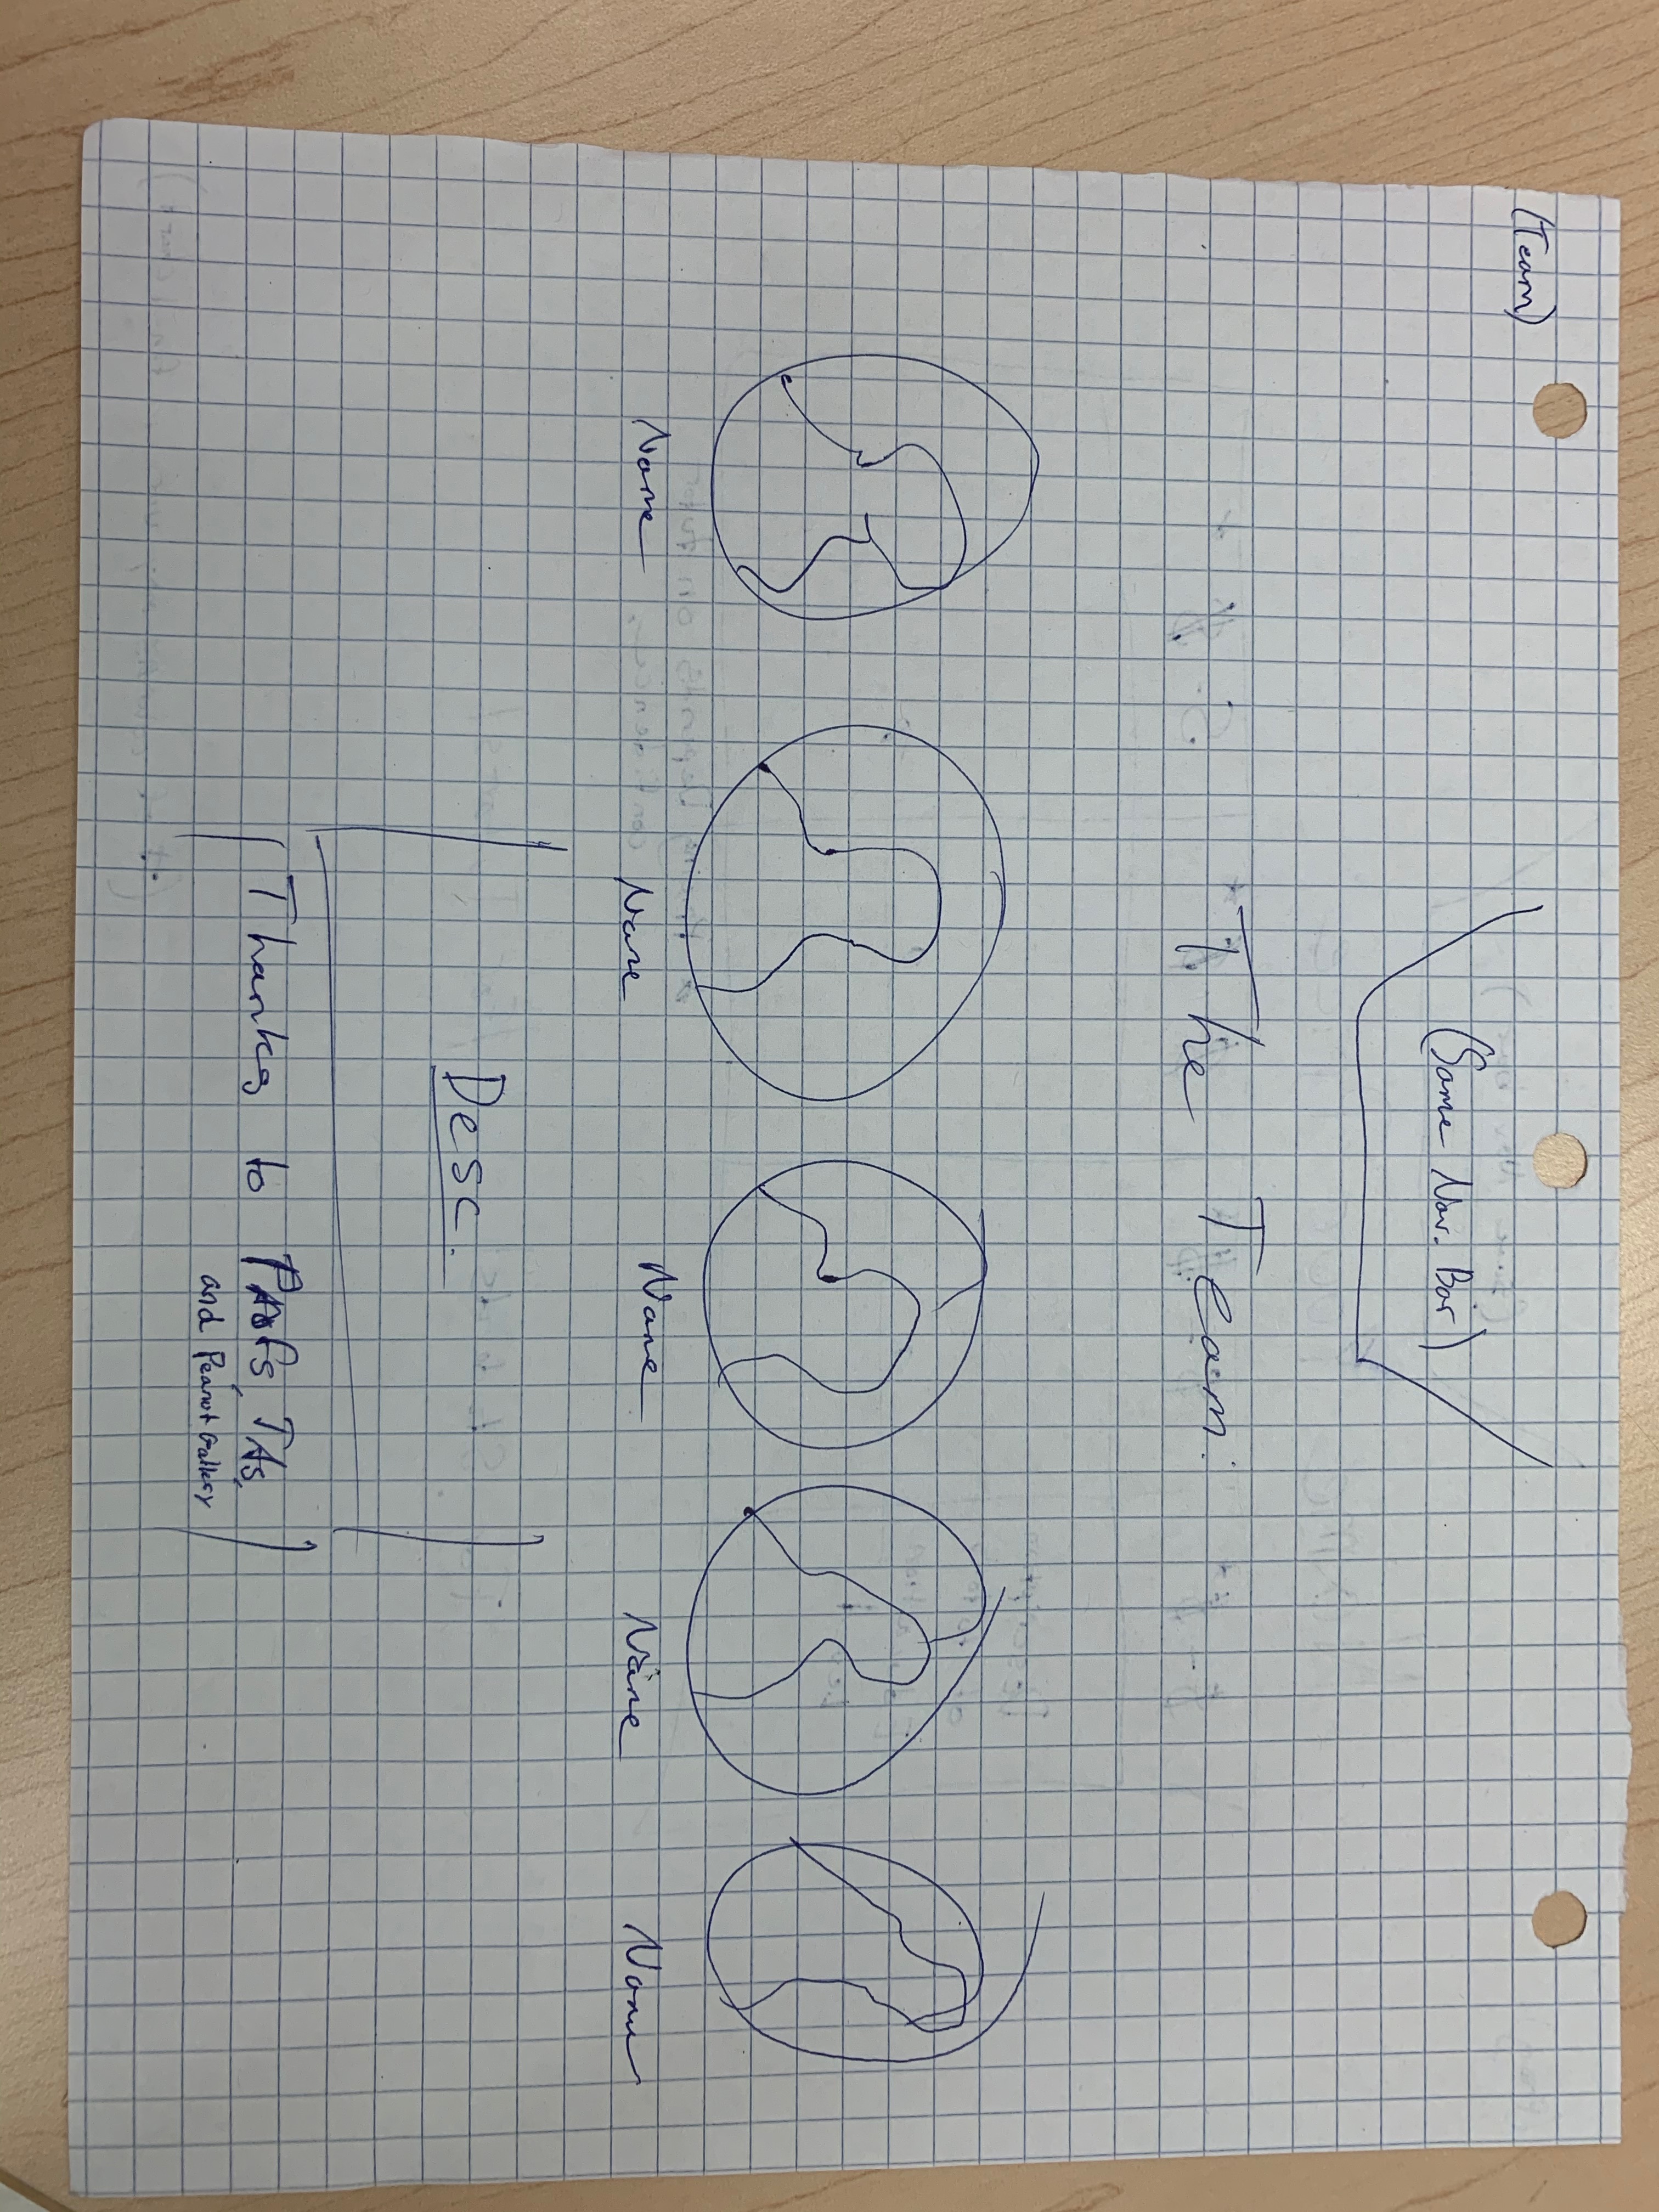 (Team)
(Same Nav. Bar)
The Team.
Name Name Name Name Name
Desc.
Thanks to Profs, TAs,
and Peanut Gallery